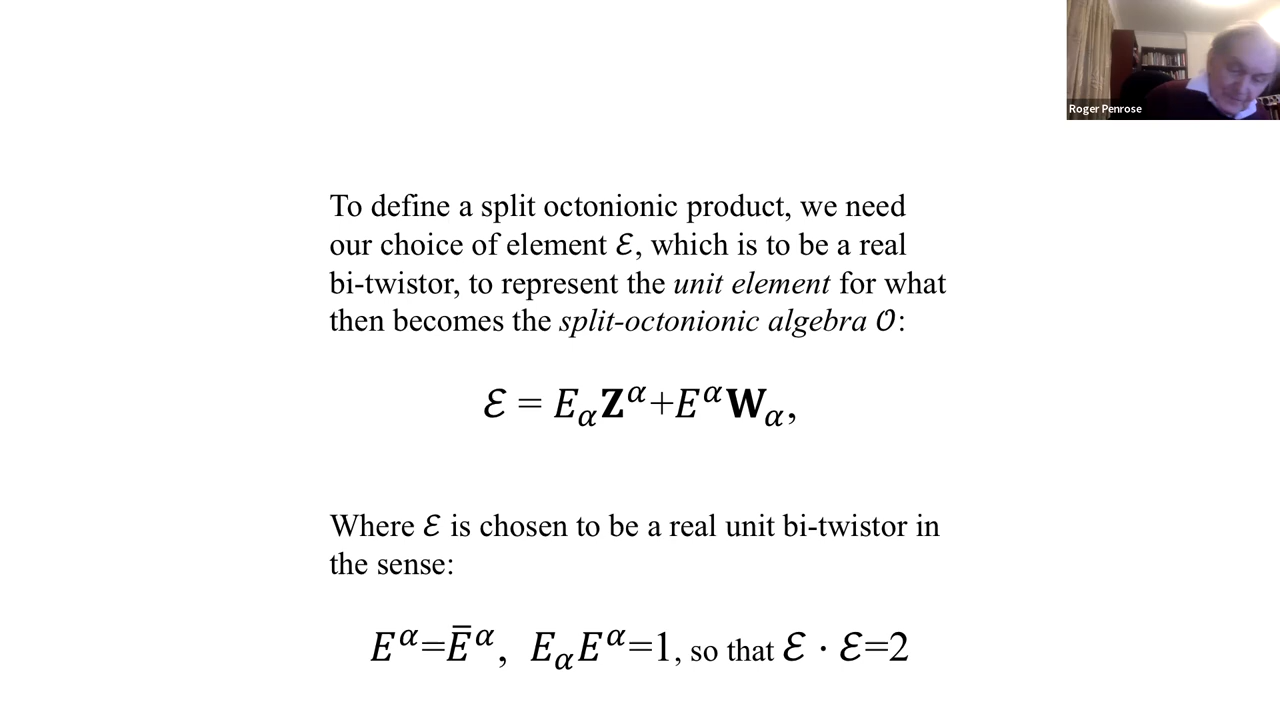 Roger Penrose
To define a split octonionic product, we need
our choice of element ℰ, which is to be a real
bi-twistor, to represent the unit element for what
then becomes the split-octonionic algebra 𝒪:
ℰ = E_α𝐙^α+E^α𝐖_α,
Where ℰ is chosen to be a real unit bi-twistor in
the sense:
E^α=Ē^α, E_αE^α=1, so that ℰ · ℰ=2